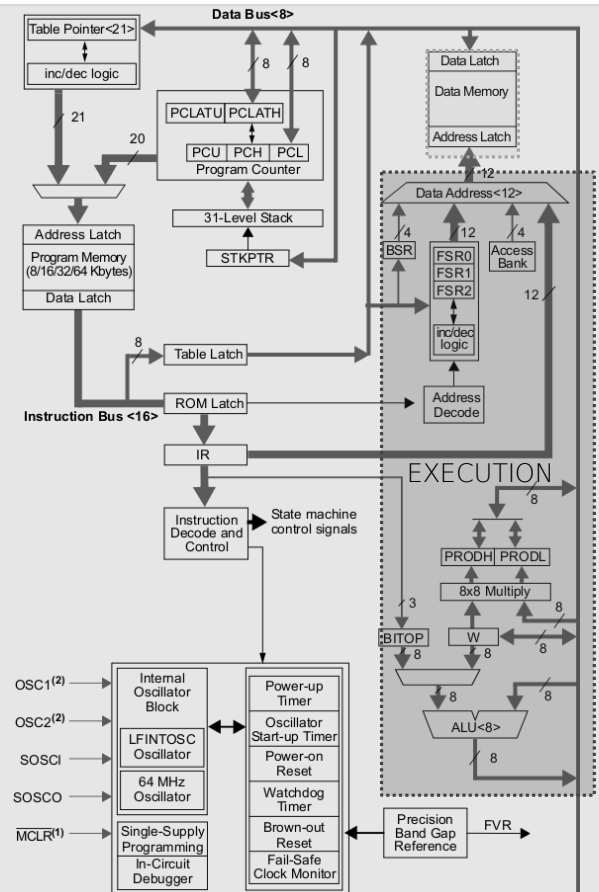 Data Bus<8>
Table Pointer<21>
inc/dec logic
21
20
8
8
PCLATU PCLATH
PCU PCH PCL
Program Counter
31-Level Stack
STKPTR
Data Latch
Data Memory
Address Latch
12
Data Address<12>
4
12
4
BSR
FSR0
FSR1
FSR2
inc/dec
logic
Access
Bank
12
Address
Decode
Address Latch
Program Memory
(8/16/32/64 Kbytes)
Data Latch
8
Table Latch
Instruction Bus <16>
ROM Latch
IR
EXECUTION
8
Instruction
Decode and
Control
State machine
control signals
PRODH PRODL
8x8 Multiply
3
8
BITOP
W
8
8
8
8
8
ALU<8>
8
OSC1(2)
OSC2(2)
SOSCI
SOSCO
MCLR(1)
Internal
Oscillator
Block
LFINTOSC
Oscillator
64 MHz
Oscillator
Single-Supply
Programming
In-Circuit
Debugger
Power-up
Timer
Oscillator
Start-up Timer
Power-on
Reset
Watchdog
Timer
Brown-out
Reset
Fail-Safe
Clock Monitor
Precision
Band Gap
Reference
FVR